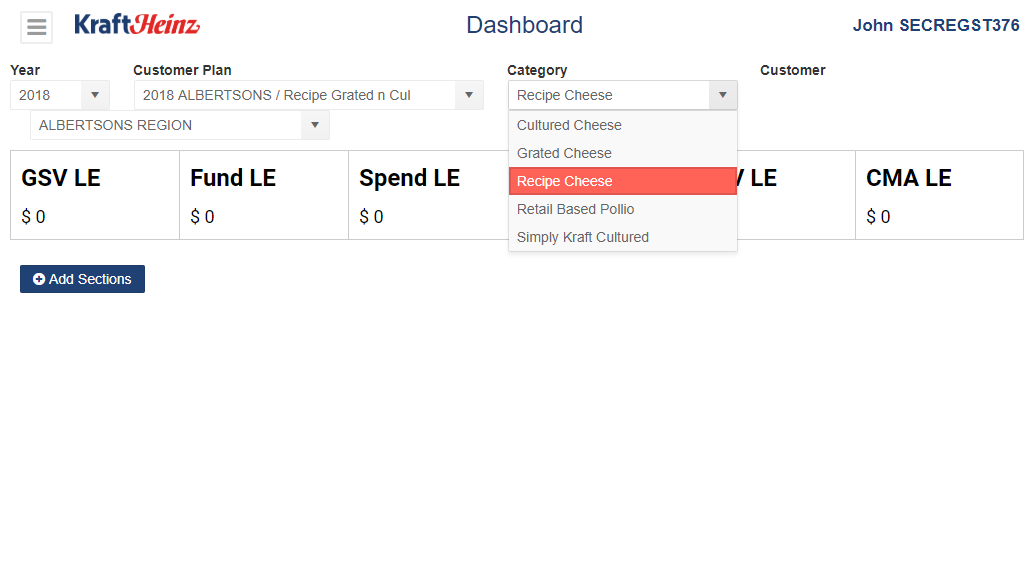 KraftHeinz
Dashboard
John SECREGST376
Year
Customer Plan
Category
Customer
2018
2018 ALBERTSONS / Recipe Grated n Cul
Recipe Cheese
ALBERTSONS REGION
Cultured Cheese
Grated Cheese
Recipe Cheese
Retail Based Pollio
Simply Kraft Cultured
GSV LE
Fund LE
Spend LE
LE
CMA LE
$ 0
$ 0
$ 0
$ 0
Add Sections